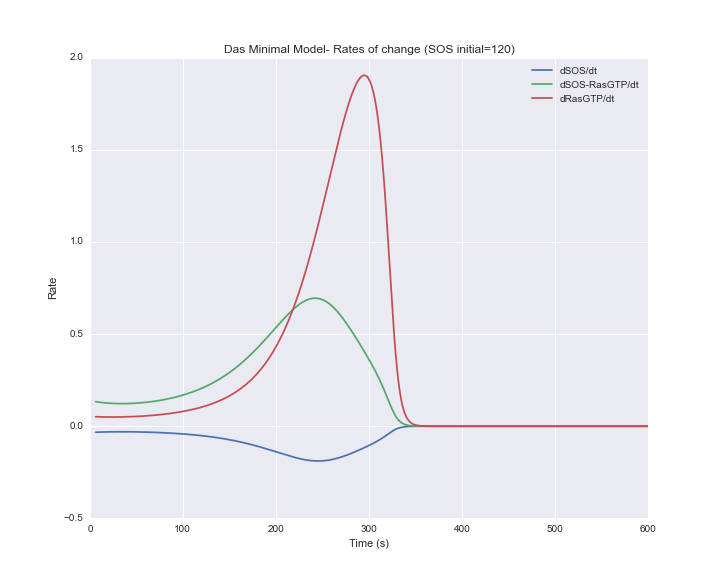 Das Minimal Model- Rates of change (SOS initial=120)
dSOS/dt
dSOS-RasGTP/dt
dRasGTP/dt
2.0
1.5
1.0
0.5
0.0
−0.5
Rate
0 100 200 300 400 500 600
Time (s)